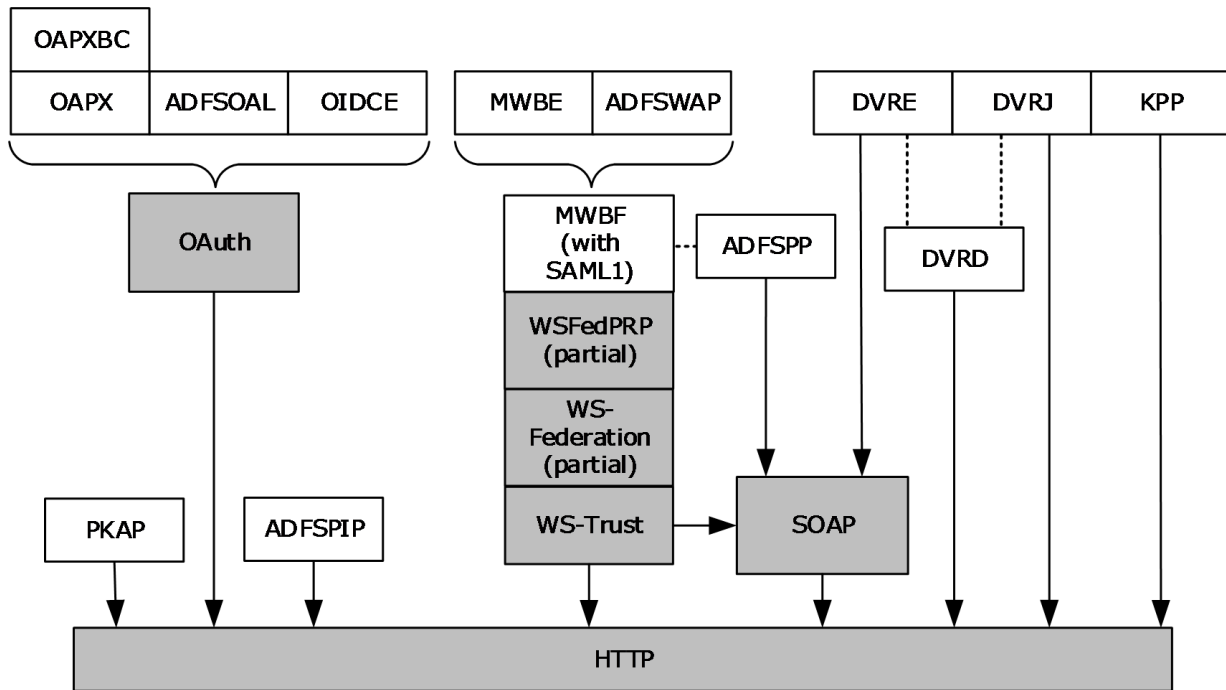 OAPXBC
OAPX ADFSOAL OIDCE
MWBE ADFSWAP
DVRE DVRJ KPP
OAuth
MWBF
(with
SAML1)
ADFSPP
DVRD
WSFedPRP
(partial)
WS-
Federation
(partial)
PKAP
ADFSPIP
WS-Trust
SOAP
HTTP